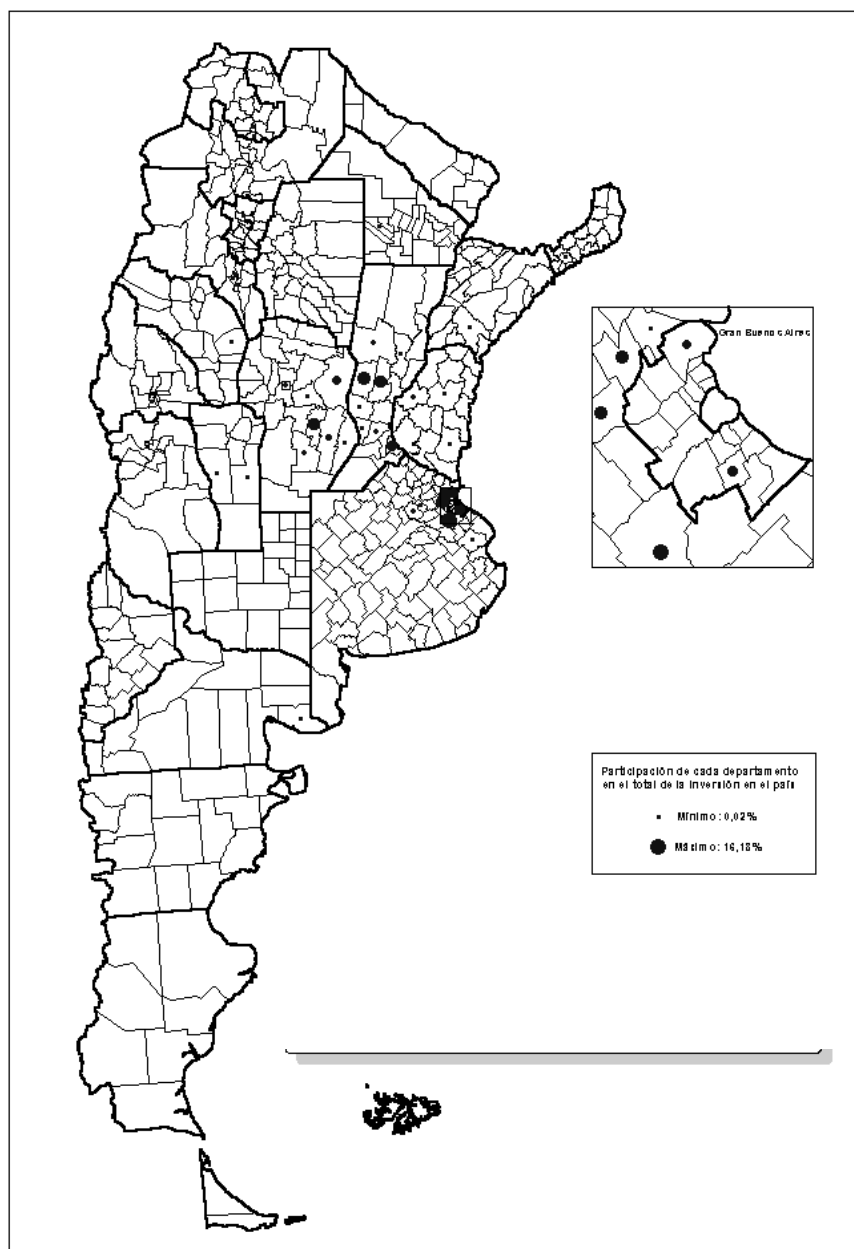 Gran Buenos Aires
Participación de cada departamento
en el total de la inversión en el país
Mínimo: 0,02%
Máximo: 16,18%